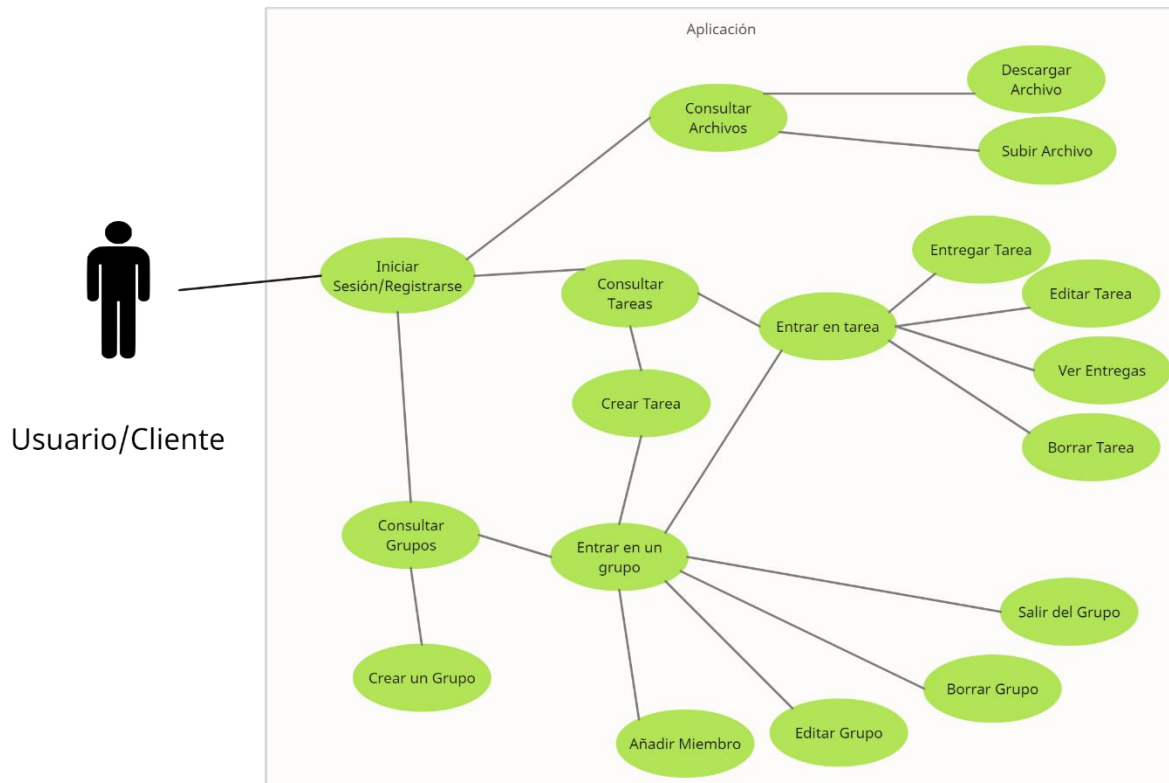 Aplicación
Descargar
Archivo
Consultar
Archivos
Subir Archivo
Entregar Tarea
Iniciar
Sesión/Registrarse
Consultar
Tareas
Editar Tarea
Entrar en tarea
Ver Entregas
Crear Tarea
Usuario/Cliente
Borrar Tarea
Consultar
Grupos
Entrar en un
grupo
Salir del Grupo
Crear un Grupo
Borrar Grupo
Añadir Miembro
Editar Grupo